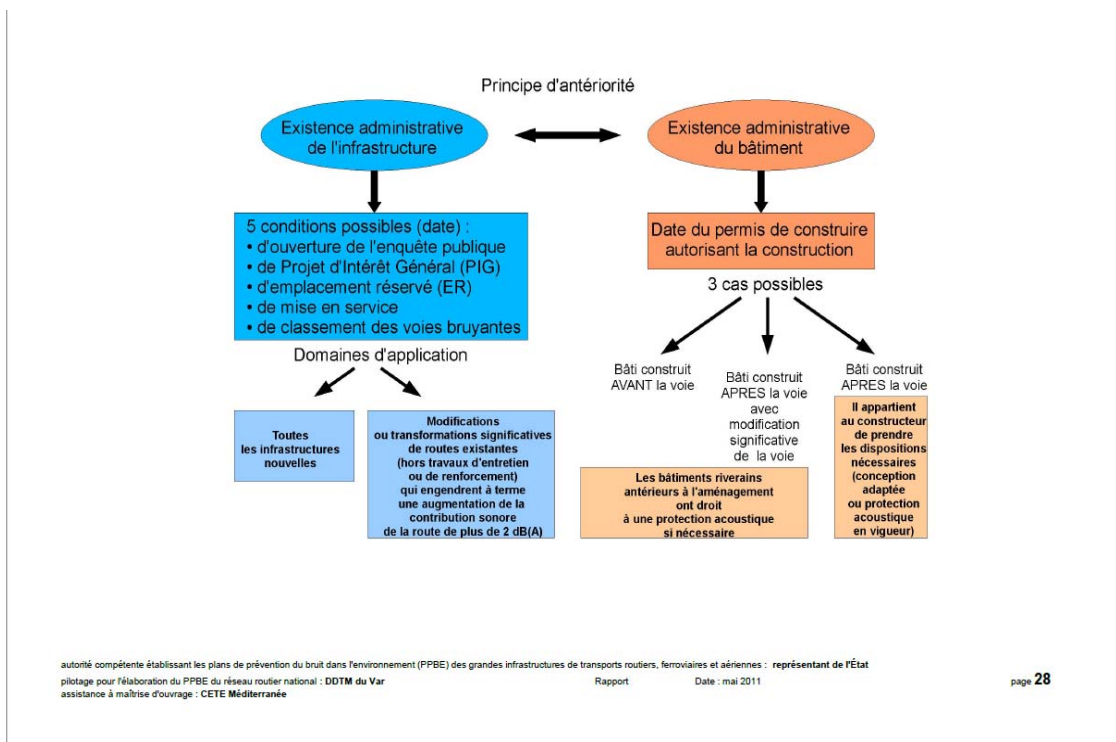 Principe d'antériorité
Existence administrative
de l'infrastructure
Existence administrative
du bâtiment
5 conditions possibles (date) :
• d'ouverture de l'enquête publique
• de Projet d'Intérêt Général (PIG)
• d'emplacement réservé (ER)
• de mise en service
• de classement des voies bruyantes
Domaines d'application
Toutes
les infrastructures
nouvelles
Modifications
ou transformations significatives
de routes existantes
(hors travaux d'entretien
ou de renforcement)
qui engendrent à terme
une augmentation de la
contribution sonore
de la route de plus de 2 dB(A)
Date du permis de construire
autorisant la construction
3 cas possibles
Bâti construit
AVANT la voie
Bâti construit
APRES la voie
avec
modification
significative
de la voie
Les bâtiments riverains
antérieurs à l'aménagement
ont droit
à une protection acoustique
si nécessaire
Bâti construit
APRES la voie
Il appartient
au constructeur
de prendre
les dispositions
nécessaires
(conception
adaptée
ou protection
acoustique
en vigueur)
autorité compétente établissant les plans de prévention du bruit dans l'environnement (PPBE) des grandes infrastructures de transports routiers, ferroviaires et aériennes : représentant de l'État
pilotage pour l'élaboration du PPBE du réseau routier national : DDTM du Var Rapport Date : mai 2011 page 28
assistance à maîtrise d'ouvrage : CETE Méditerranée